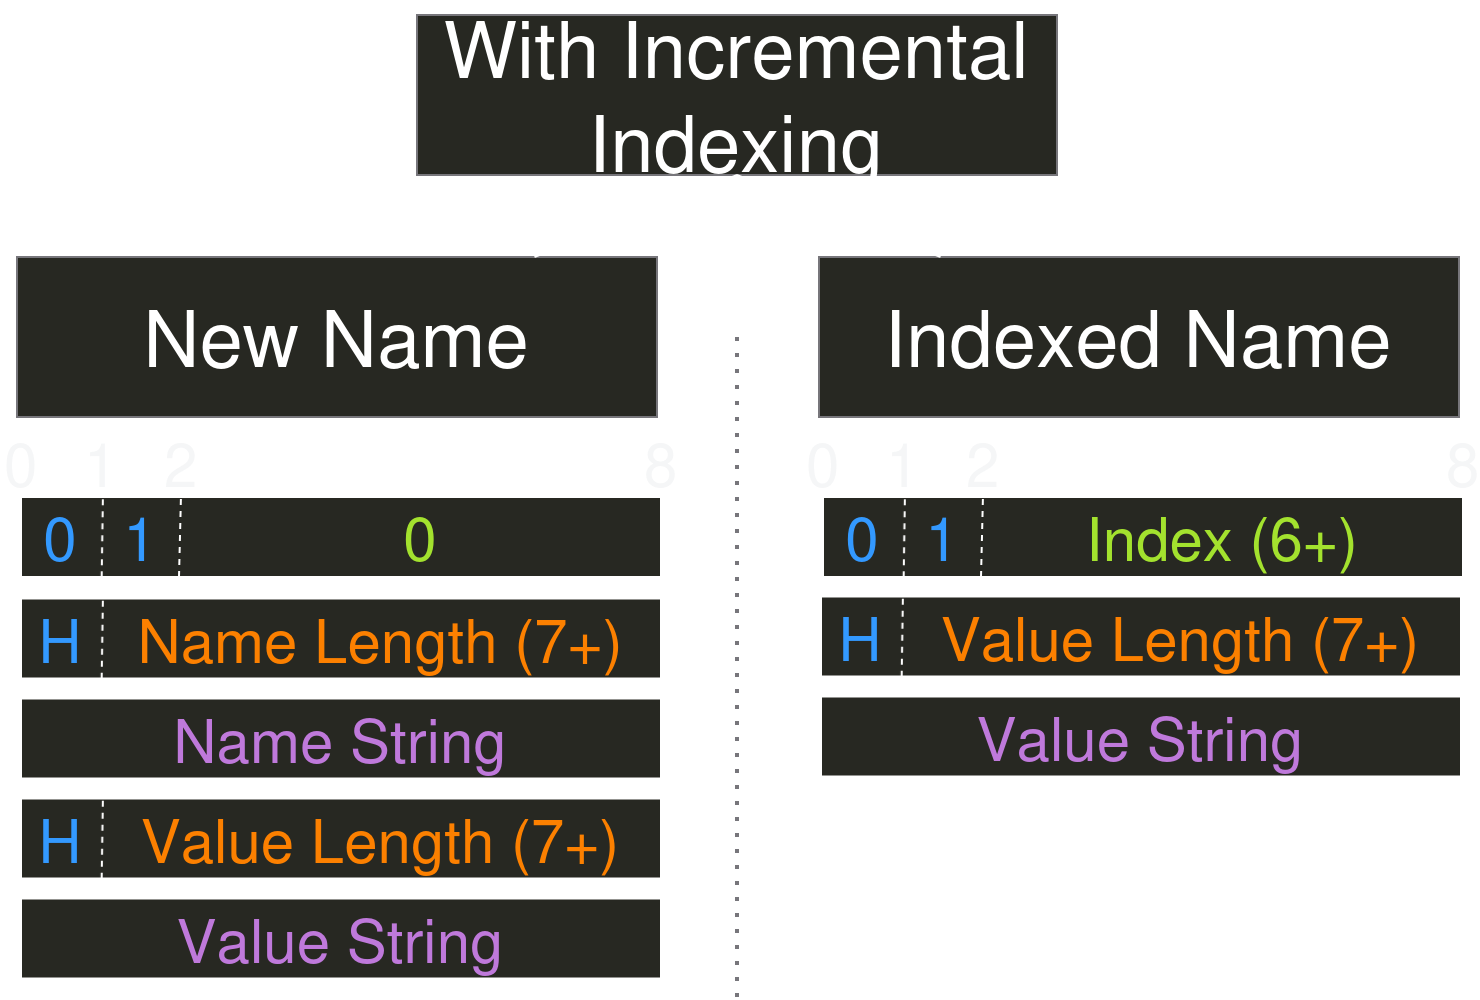 With Incremental
Indexing
New Name
0 1 2 8
0 1 0
H Name Length (7+)
Name String
H Value Length (7+)
Value String
Indexed Name
0 1 2 8
0 1 Index (6+)
H Value Length (7+)
Value String